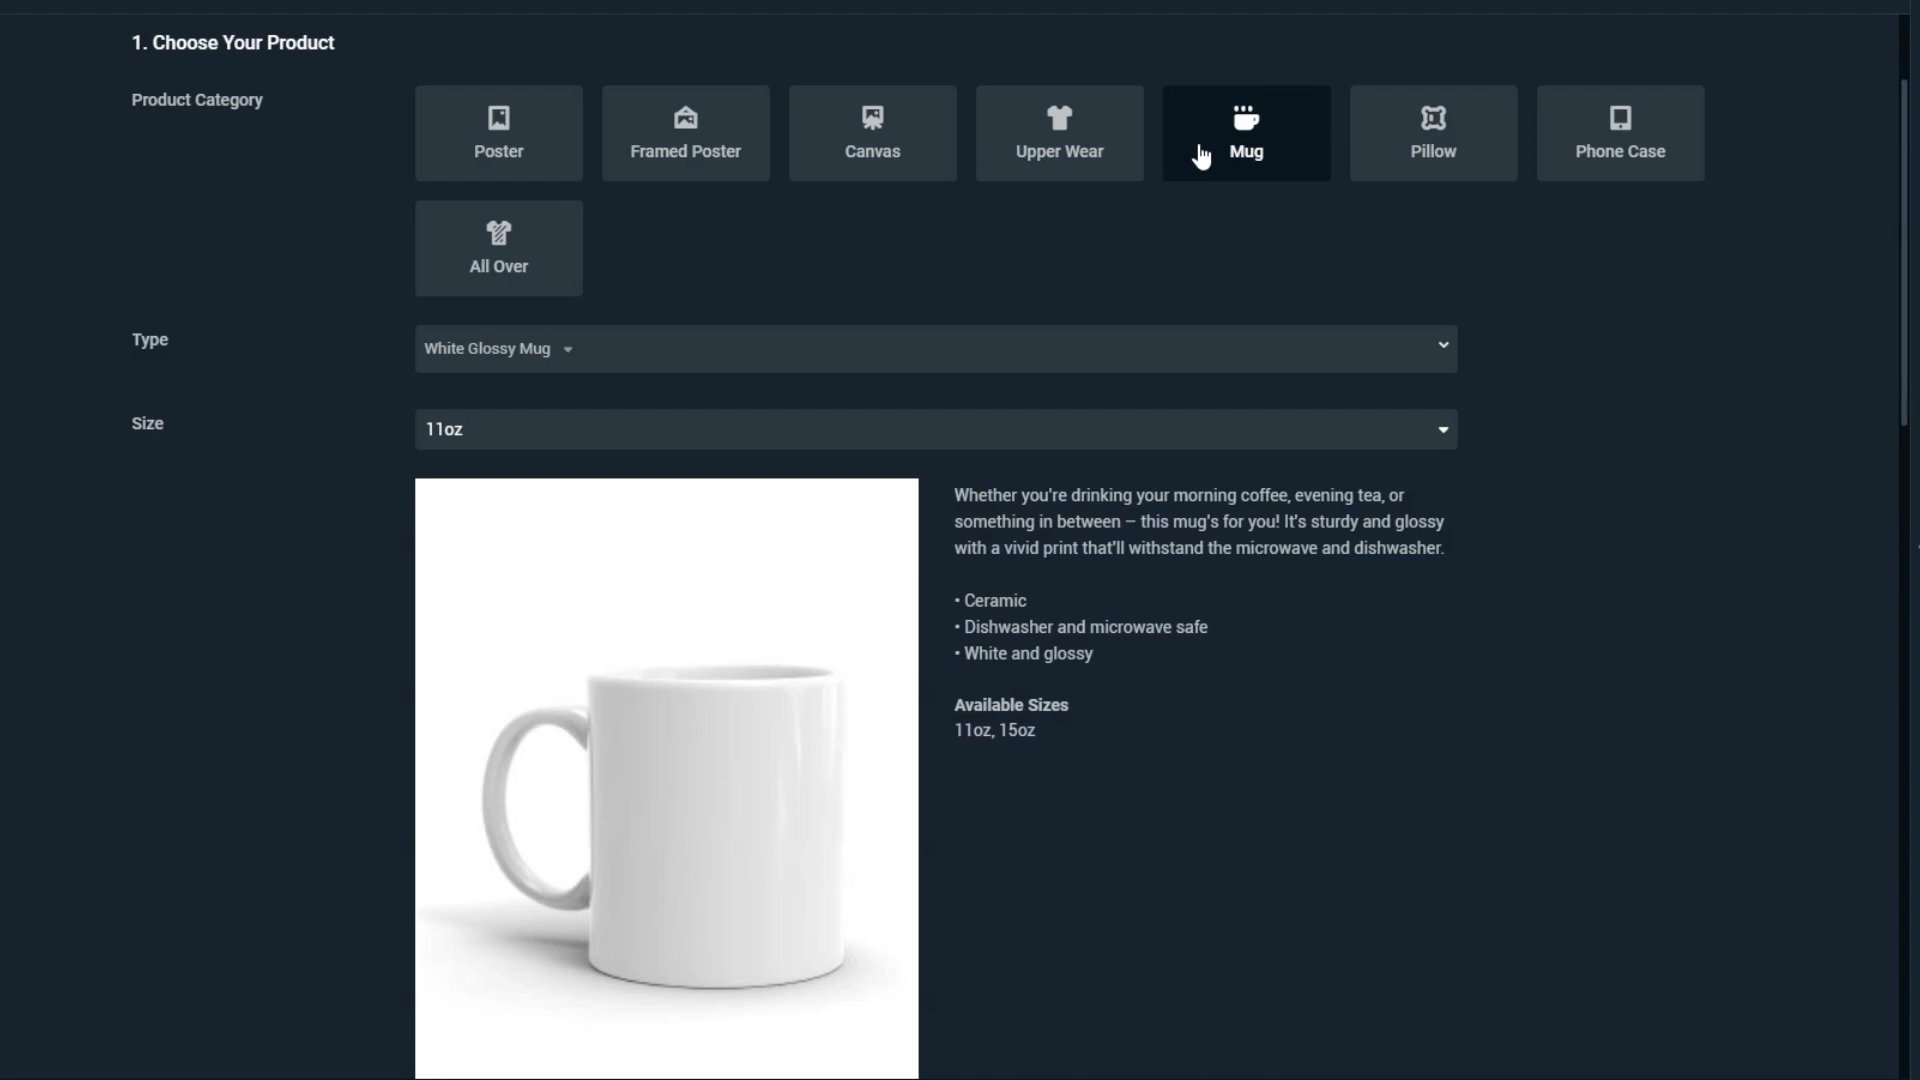 1. Choose Your Product
Product Category
Poster
Framed Poster
Canvas
Upper Wear
Mug
Pillow
Phone Case
All Over
Type
White Glossy Mug
Size
11oz
Whether you're drinking your morning coffee, evening tea, or
something in between – this mug's for you! It's sturdy and glossy
with a vivid print that'll withstand the microwave and dishwasher.
• Ceramic
• Dishwasher and microwave safe
• White and glossy
Available Sizes
11oz, 15oz